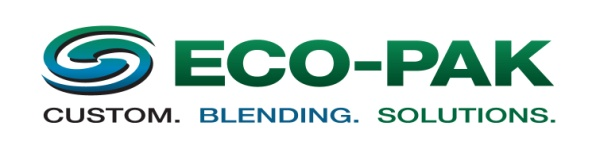 ECO-PAK
CUSTOM. BLENDING. SOLUTIONS.